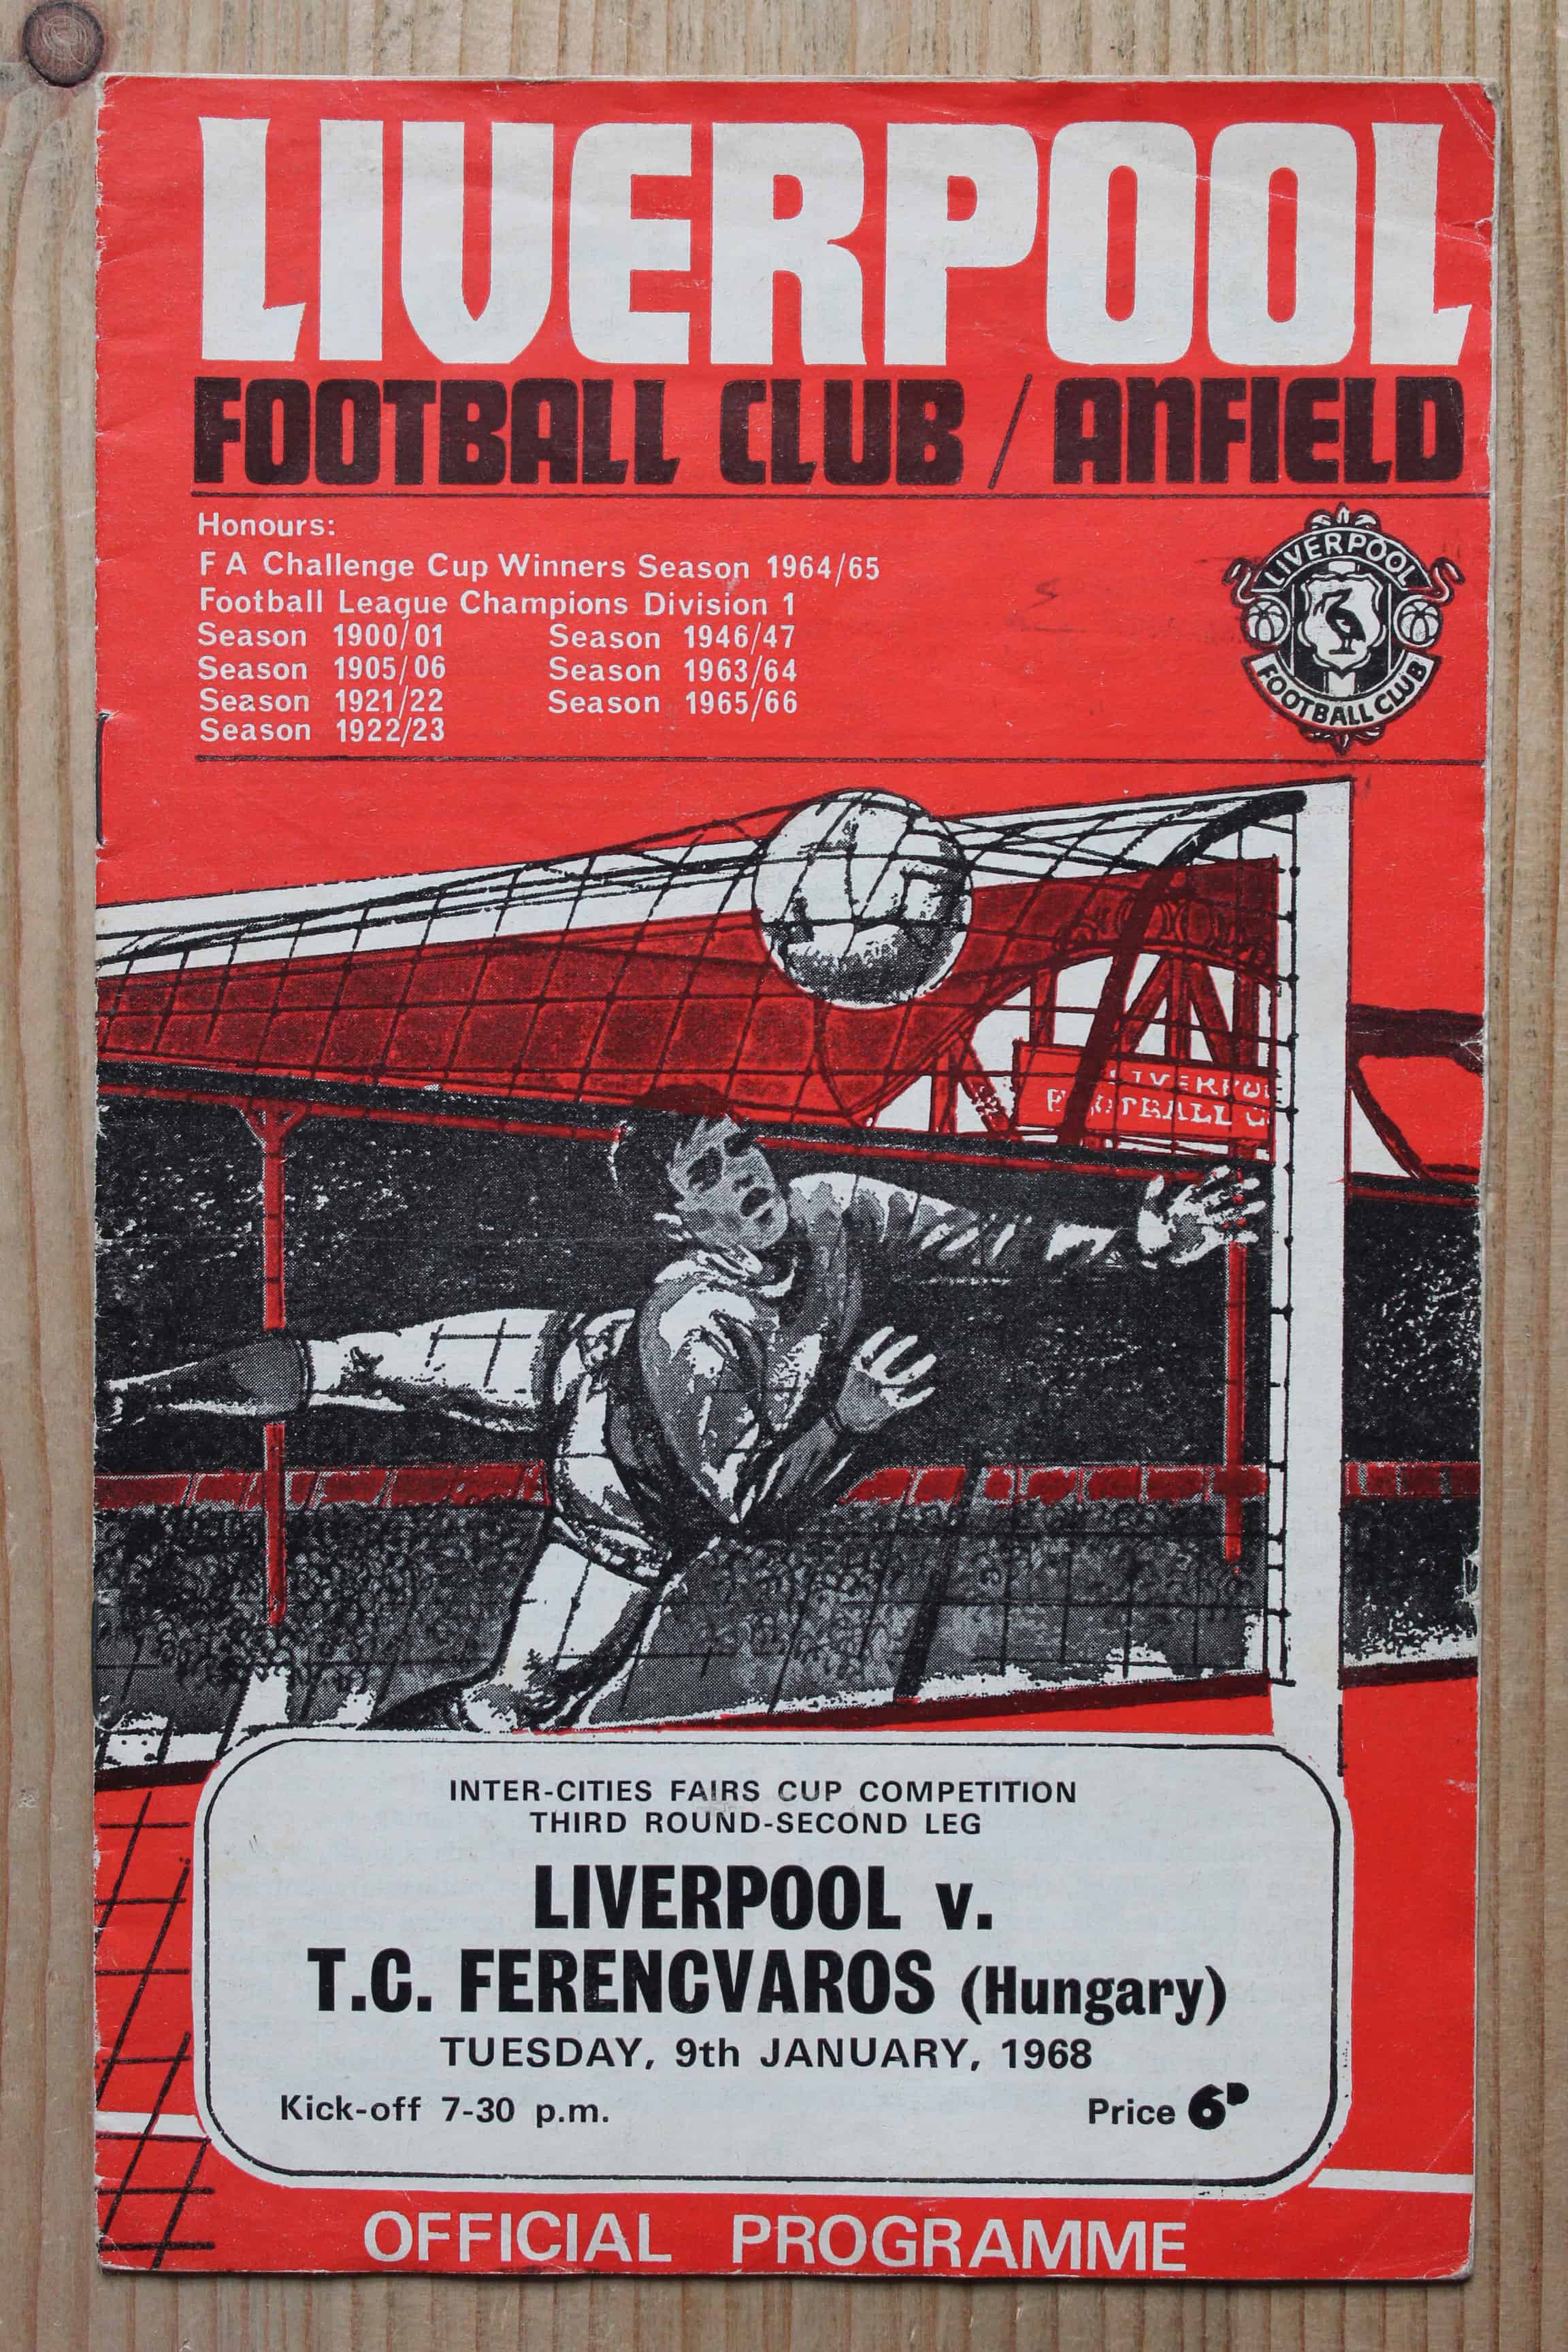 LIVERPOOL
FOOTBALL CLUB / ANFIELD
Honours:
F A Challenge Cup Winners Season 1964/65
Football League Champions Division 1
Season 1900/01 Season 1946/47
Season 1905/06 Season 1963/64
Season 1921/22 Season 1965/66
Season 1922/23
LIVERPOOL
FOOTBALL CLUB
LIVERPOOL
FOOTBALL C
INTER-CITIES FAIRS CUP COMPETITION
THIRD ROUND-SECOND LEG
LIVERPOOL v.
T.C. FERENCVAROS (Hungary)
TUESDAY, 9th JANUARY, 1968
Kick-off 7-30 p.m. Price 6D
OFFICIAL PROGRAMME